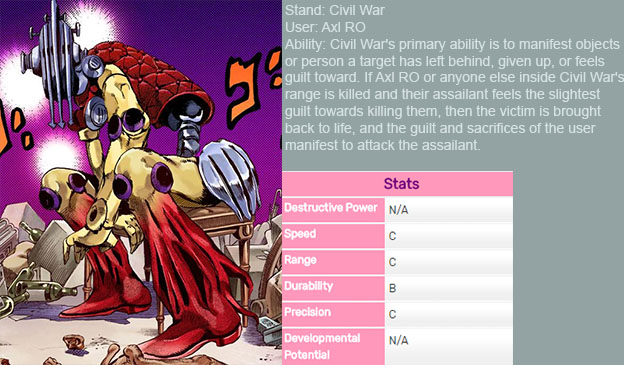 Stand: Civil War
User: Axl RO
Ability: Civil War's primary ability is to manifest objects
or person a target has left behind, given up, or feels
guilt toward. If Axl RO or anyone else inside Civil War's
range is killed and their assailant feels the slightest
guilt towards killing them, then the victim is brought
back to life, and the guilt and sacrifices of the user
manifest to attack the assailant.
Stats
Destructive Power N/A
Speed C
Range C
Durability B
Precision C
Developmental
Potential N/A